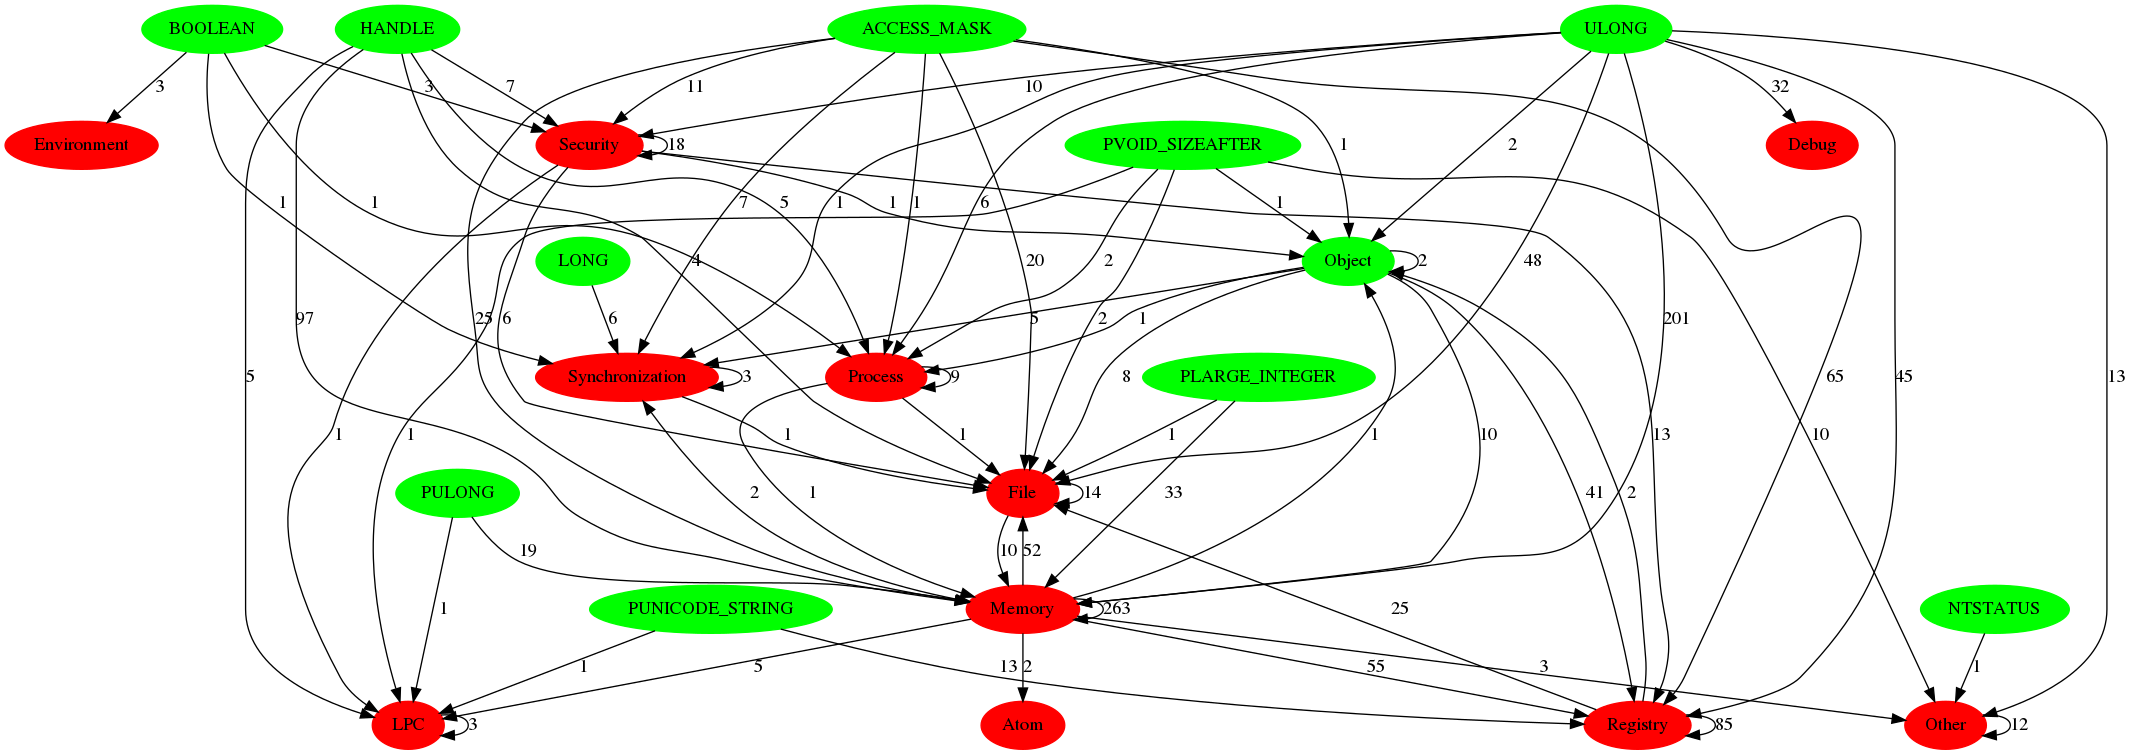 BOOLEAN HANDLE ACCESS_MASK ULONG
3 3 7 11 10 32
Environment Security 18 PVOID_SIZEAFTER Debug
1 2
1 1 5 7 1 1 1 6 1
LONG 4 2 20 Object 2 48
25 6 97 6 5 1 2 8 201
5 Synchronization 3 Process 9 PLARGE_INTEGER 65 45 13
1 1 1 1 1 1 10 13 10
PULONG 2 1 File 14 33 41 2
19 10 52
1 PUNICODE_STRING Memory 263 25 NTSTATUS
1 5 13 2 55 3 1
LPC 3 Atom Registry 85 Other 12